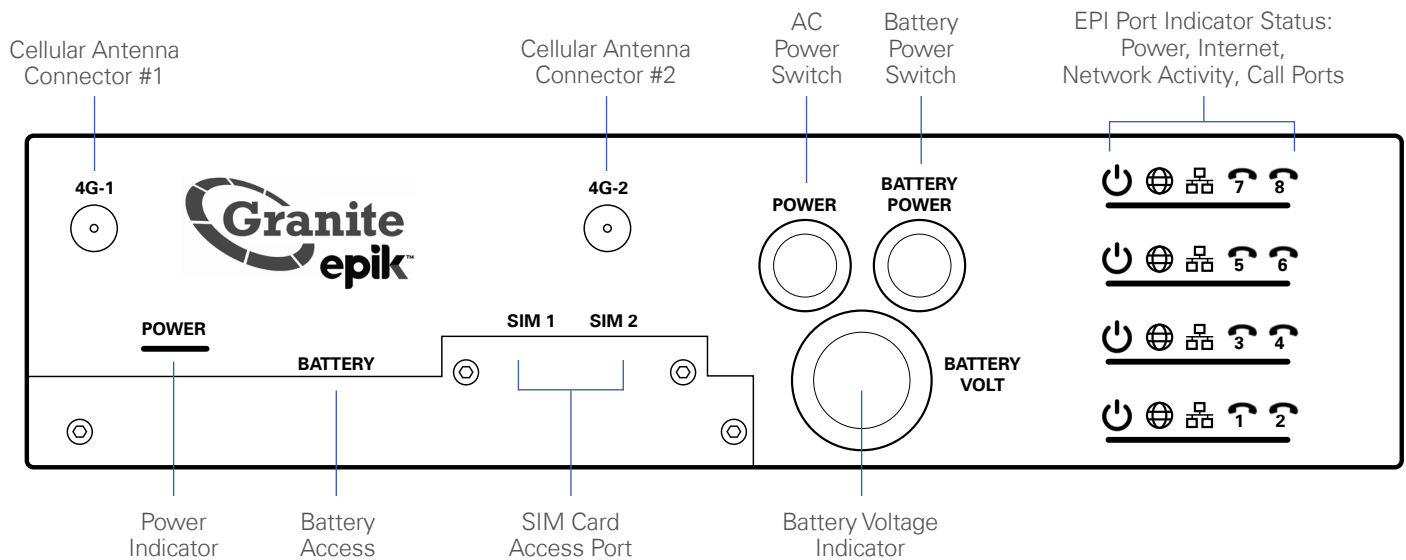 Cellular Antenna
Connector #1
Cellular Antenna
Connector #2
AC
Power
Switch
Battery
Power
Switch
EPI Port Indicator Status:
Power, Internet,
Network Activity, Call Ports
4G-1
Granite
epik™
4G-2
POWER
BATTERY
POWER
7 8
5 6
3 4
1 2
POWER
BATTERY
SIM 1 SIM 2
BATTERY
VOLT
Power
Indicator
Battery
Access
SIM Card
Access Port
Battery Voltage
Indicator